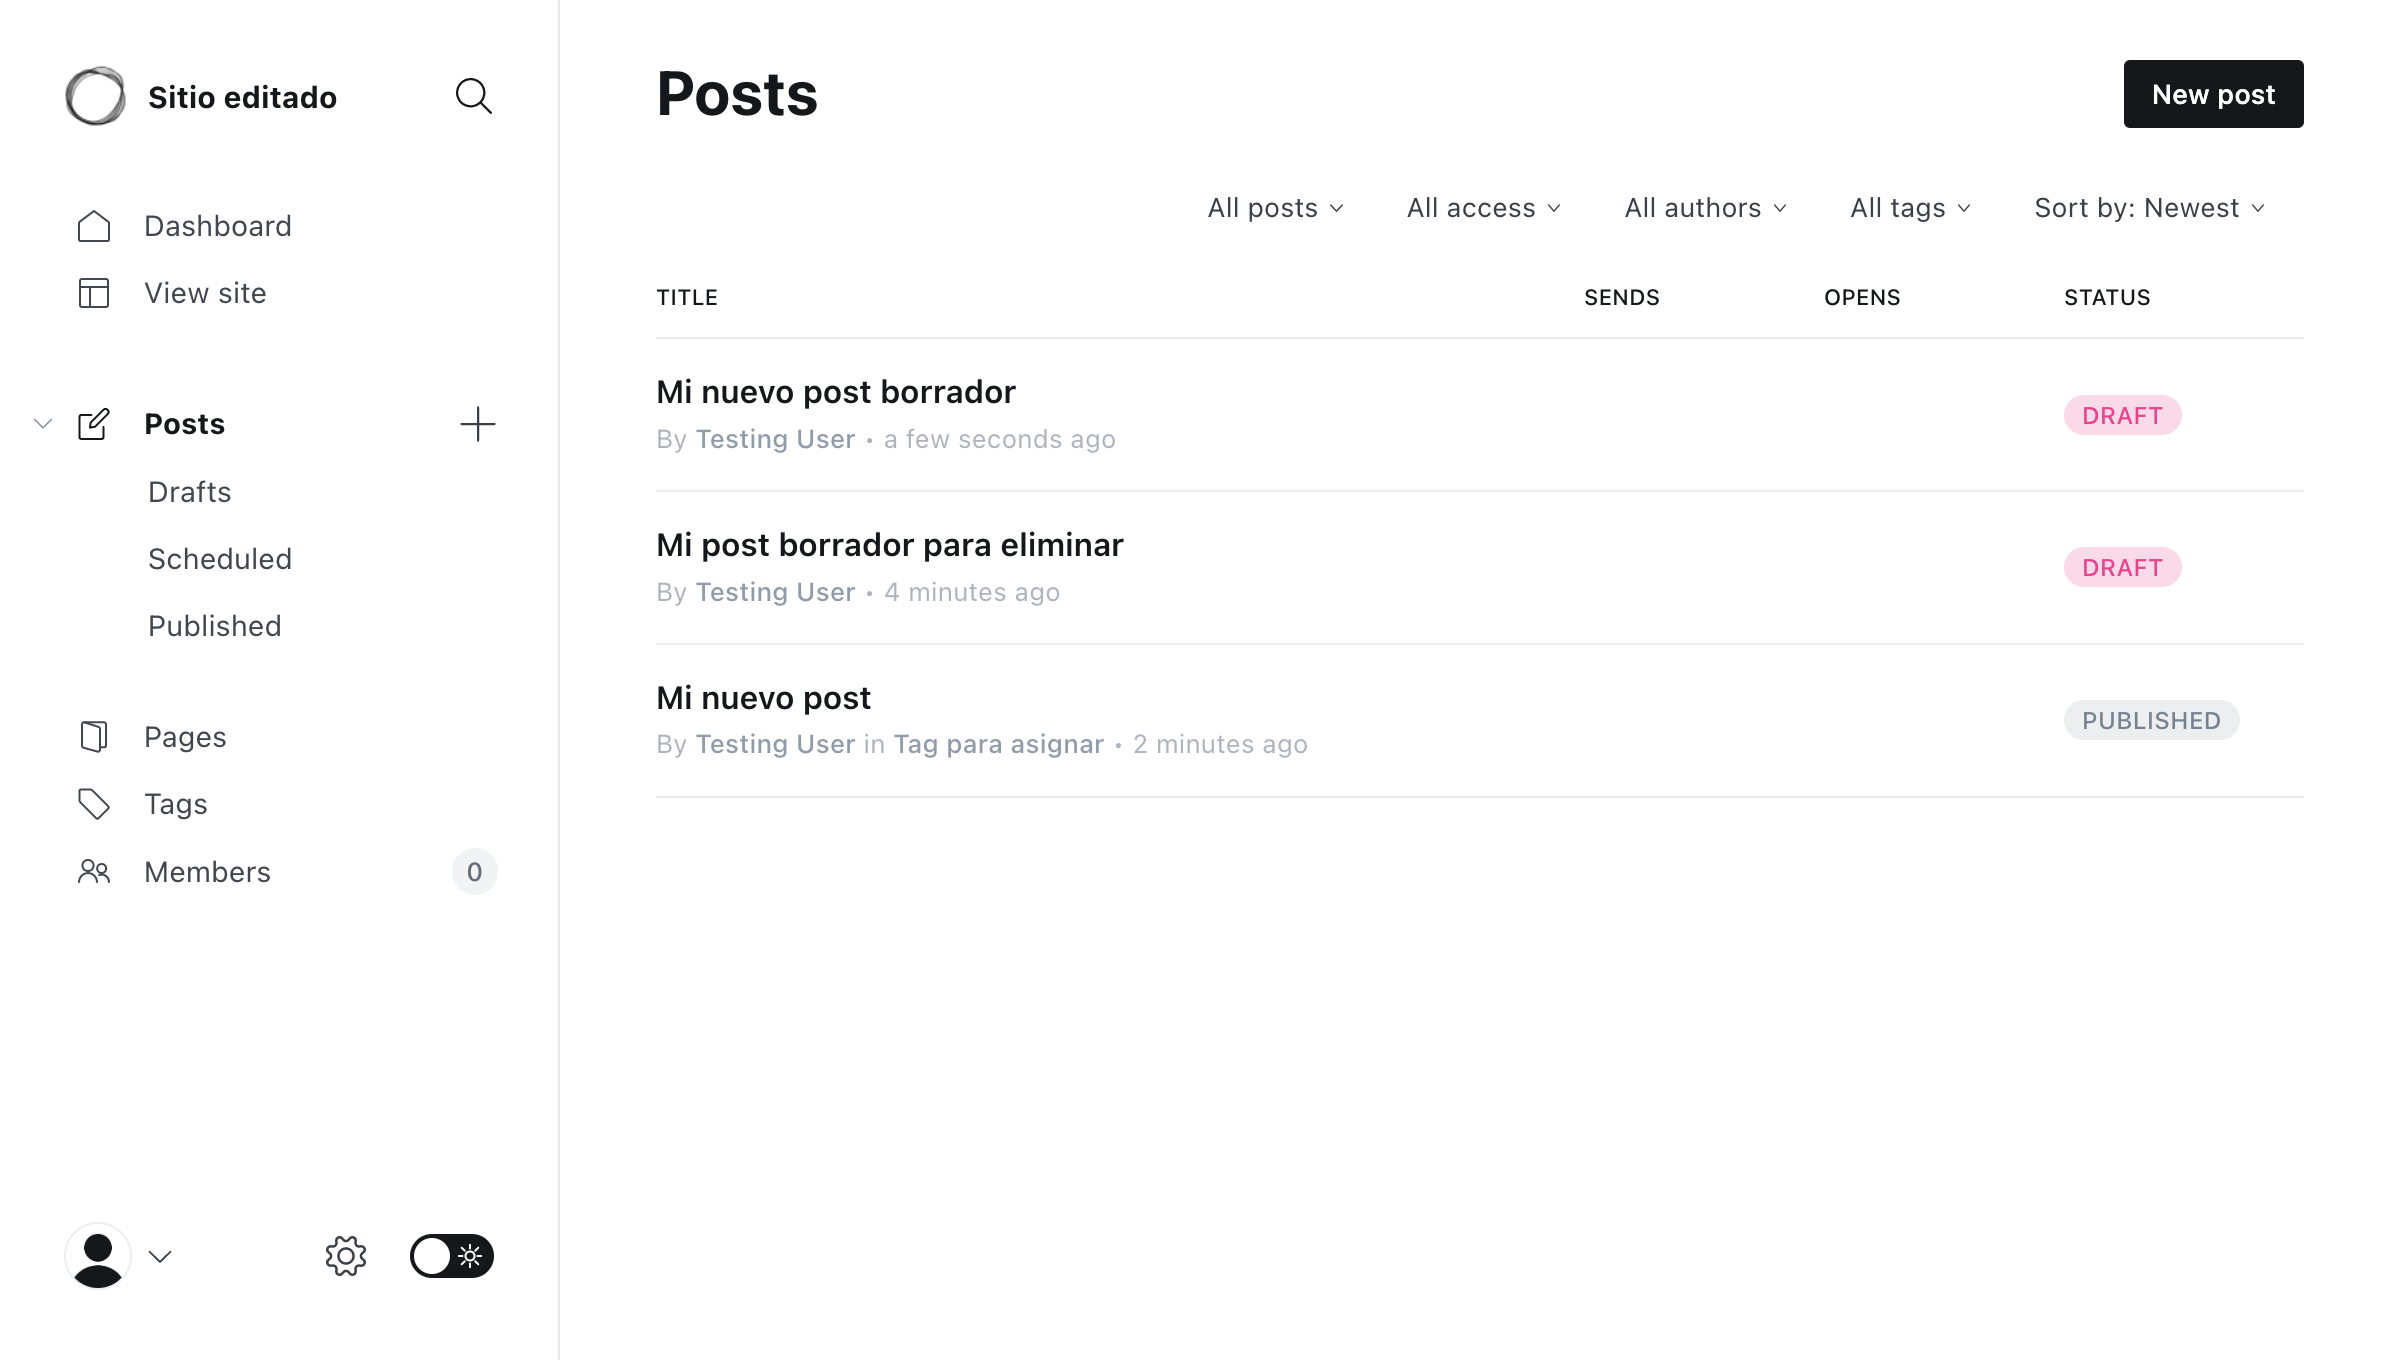 Sitio editado
Dashboard
View site
Posts
Drafts
Scheduled
Published
Pages
Tags
Members 0
Posts
New post
All posts All access All authors All tags Sort by: Newest
TITLE SENDS OPENS STATUS
Mi nuevo post borrador
By Testing User • a few seconds ago
DRAFT
Mi post borrador para eliminar
By Testing User • 4 minutes ago
DRAFT
Mi nuevo post
By Testing User in Tag para asignar • 2 minutes ago
PUBLISHED